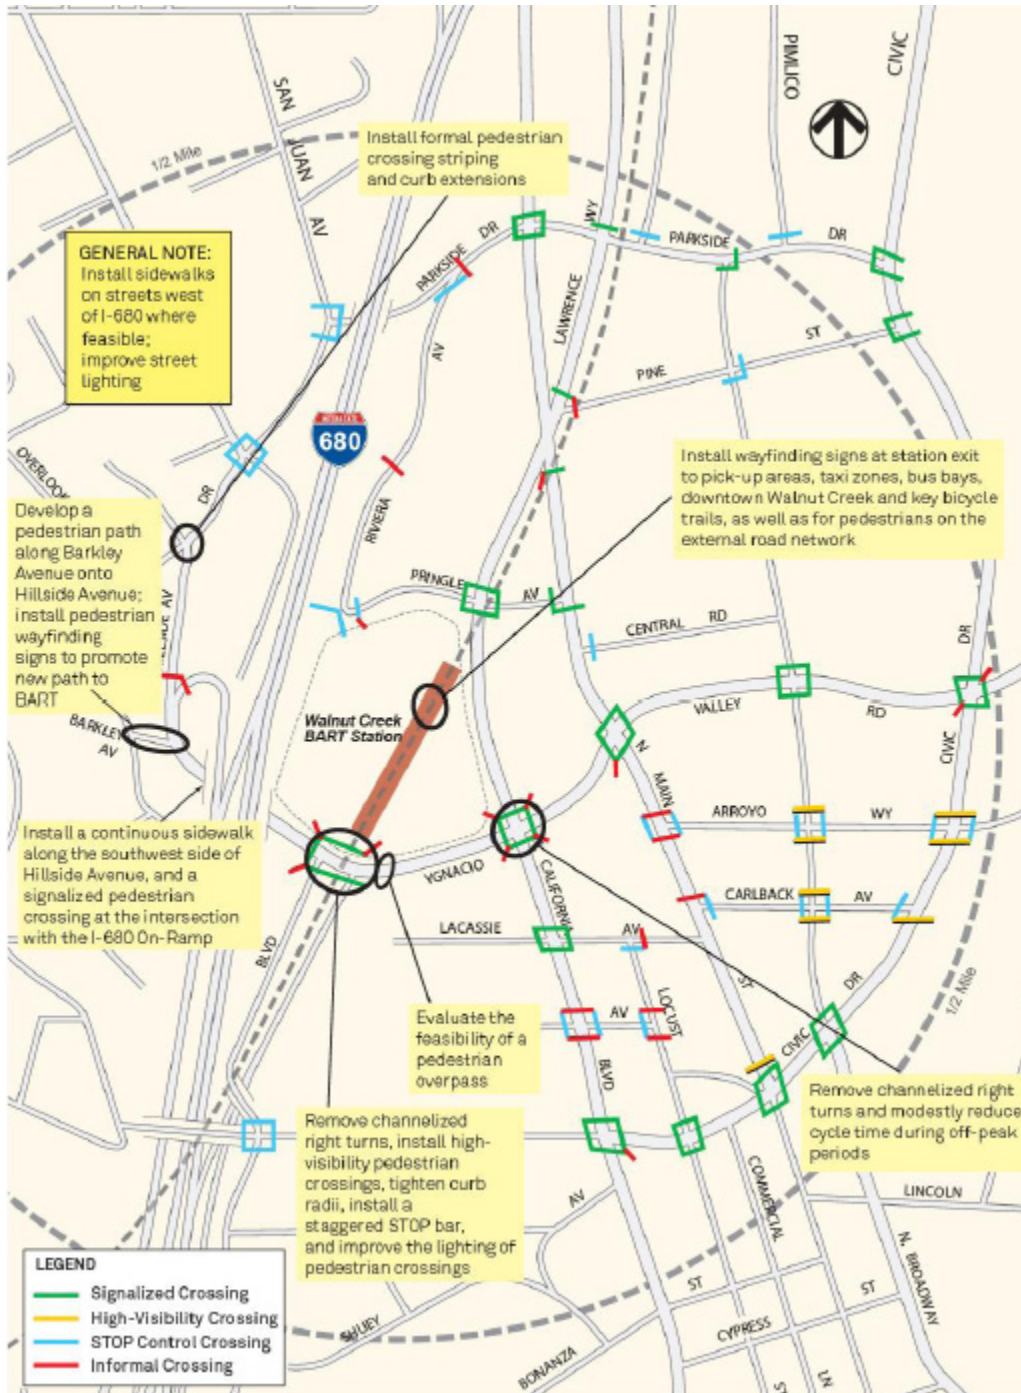 PIMLICO
CIVIC
SAN
JUAN
AV
1/2 Mile
Install formal pedestrian
crossing striping
and curb extensions
WY
PARKSIDE
DR
PARKSIDE
DR
GENERAL NOTE:
Install sidewalks
on streets west
of I-680 where
feasible;
improve street
lighting
LAWRENCE
AV
ST
PINE
INTERSTATE
680
OVERLOOK
DR
RIVIERA
Install wayfinding signs at station exit
to pick-up areas, taxi zones, bus bays,
downtown Walnut Creek and key bicycle
trails, as well as for pedestrians on the
external road network
Develop a
pedestrian path
along Barkley
Avenue onto
Hillside Avenue;
install pedestrian
wayfinding
signs to promote
new path to
BART
AV
PRINGLE
AV
CENTRAL
RD
DR
Walnut Creek
BART Station
BARKLEY
AV
VALLEY
RD
CIVIC
N
MAIN
ST
ARROYO
WY
Install a continuous sidewalk
along the southwest side of
Hillside Avenue, and a
signalized pedestrian
crossing at the intersection
with the I-680 On-Ramp
YGNACIO
CALIFORNIA
CARLBACK
AV
LACASSIE
AV
BLVD
LOCUST
AV
BLVD
DR
CIVIC
1/2 Mile
Evaluate the
feasibility of a
pedestrian
overpass
Remove channelized right
turns and modestly reduce
cycle time during off-peak
periods
Remove channelized
right turns, install high-
visibility pedestrian
crossings, tighten curb
radii, install a
staggered STOP bar,
and improve the lighting of
pedestrian crossings
AV
COMMERCIAL
LINCOLN
N. BROADWAY
ST
ST
CYPRESS
LN
ST
SHUEY
BONANZA
LEGEND
Signalized Crossing
High-Visibility Crossing
STOP Control Crossing
Informal Crossing